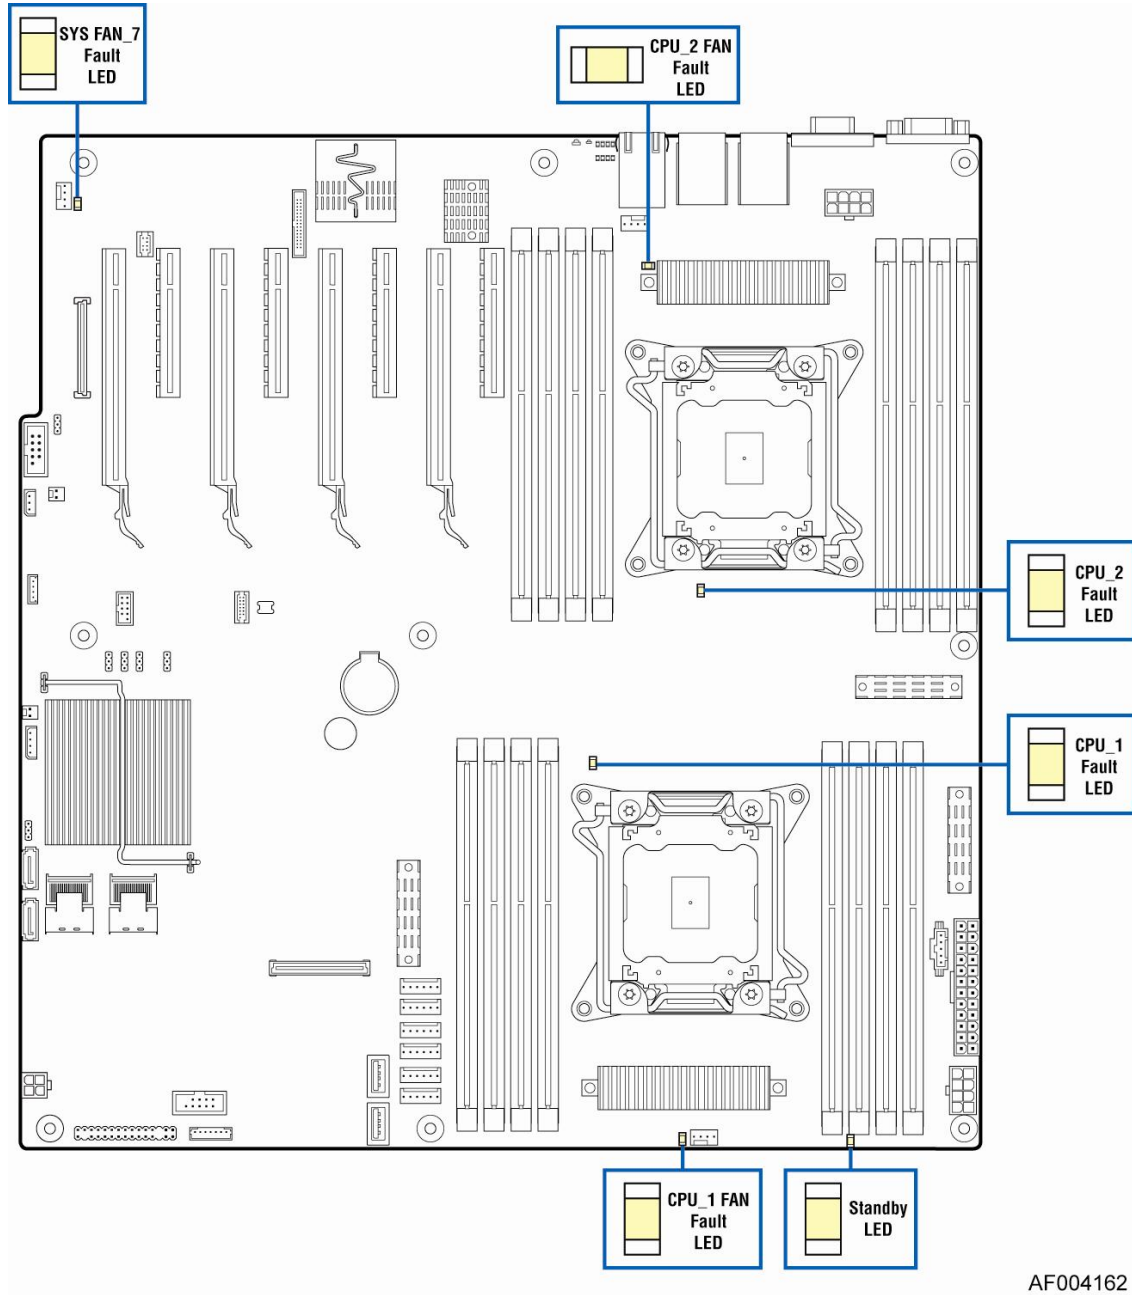 SYS FAN_7
Fault
LED
CPU_2 FAN
Fault
LED
CPU_2
Fault
LED
CPU_1
Fault
LED
CPU_1 FAN
Fault
LED
Standby
LED
AF004162